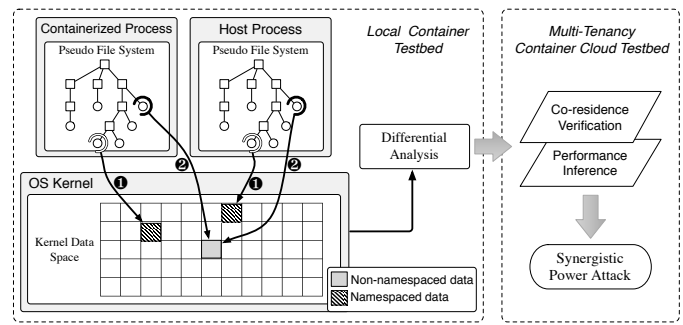 Containerized Process
Host Process
Local Container
Testbed
Multi-Tenancy
Container Cloud Testbed
Pseudo File System
Pseudo File System
Co-residence
Verification
Differential
Analysis
Performance
Inference
❷
❷
❶
❶
OS Kernel
Kernel Data
Space
Synergistic
Power Attack
Non-namespaced data
Namespaced data